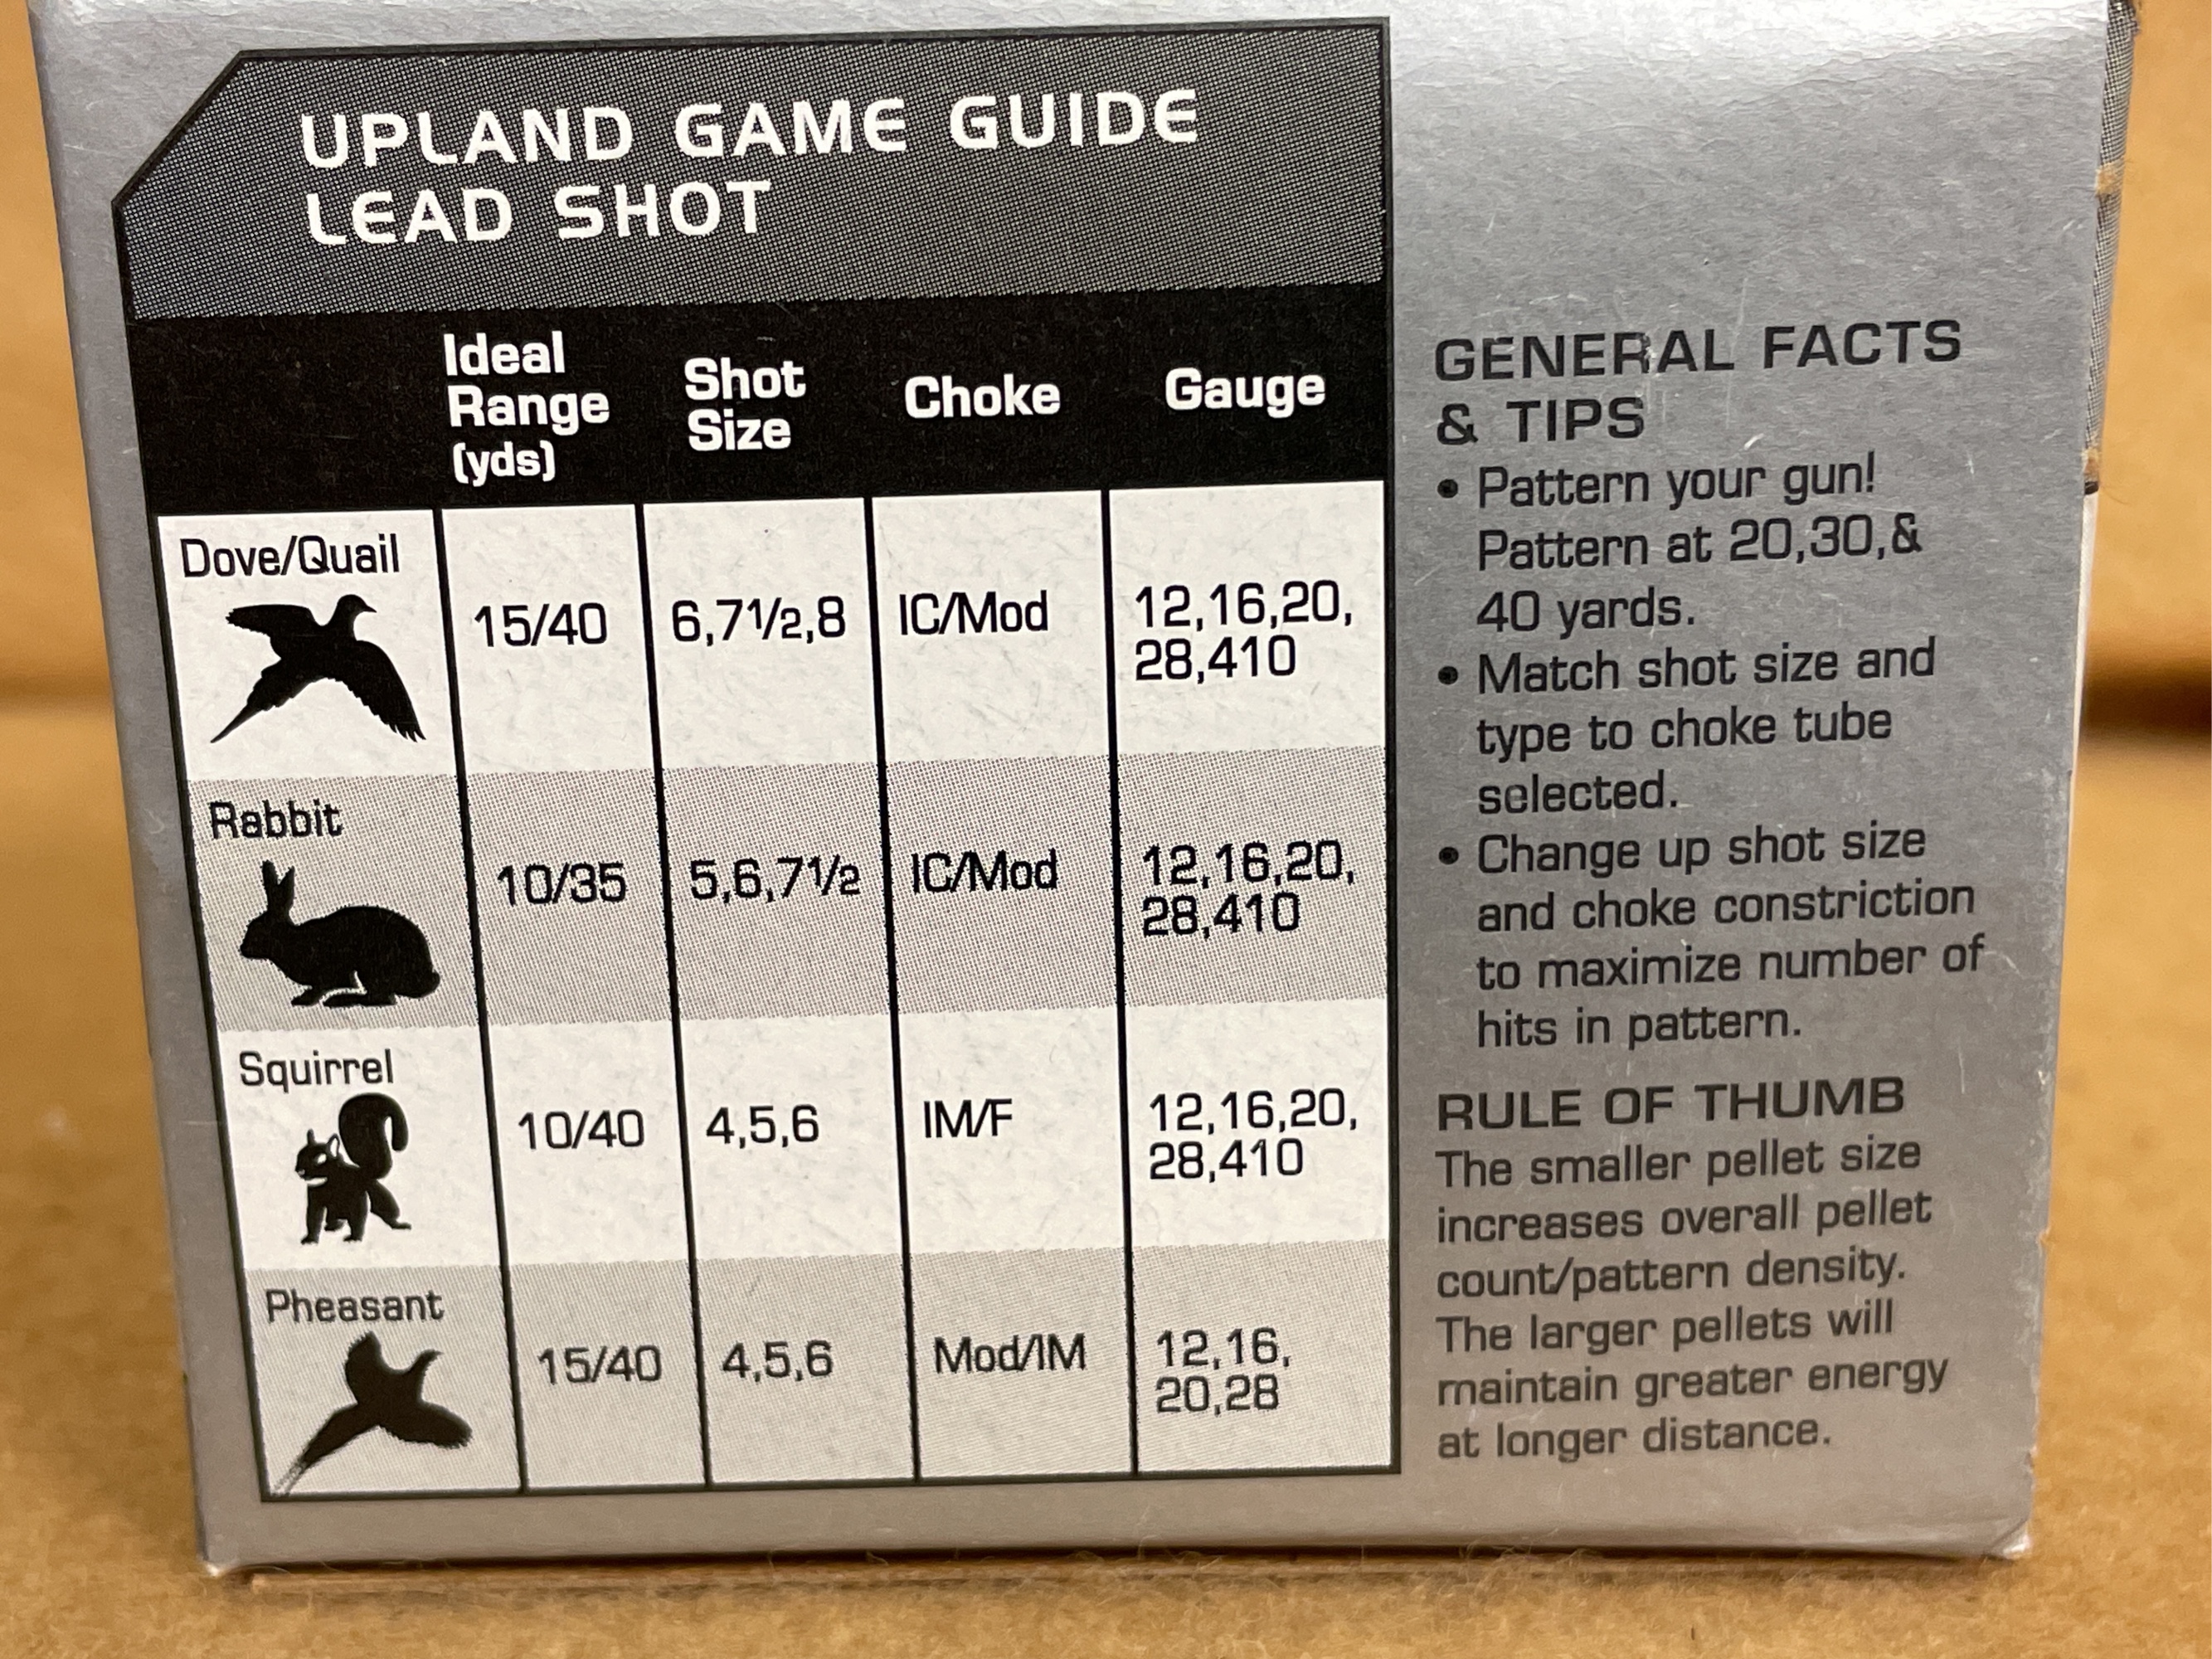 UPLAND GAME GUIDE
LEAD SHOT
Ideal Range (yds) Shot Size Choke Gauge
Dove/Quail 15/40 6,7½,8 IC/Mod 12,16,20,
28,410
Rabbit 10/35 5,6,7½ IC/Mod 12,16,20,
28,410
Squirrel 10/40 4,5,6 IM/F 12,16,20,
28,410
Pheasant 15/40 4,5,6 Mod/IM 12,16,
20,28
GENERAL FACTS
& TIPS
• Pattern your gun!
Pattern at 20,30,&
40 yards.
• Match shot size and
type to choke tube
selected.
• Change up shot size
and choke constriction
to maximize number of
hits in pattern.
RULE OF THUMB
The smaller pellet size
increases overall pellet
count/pattern density.
The larger pellets will
maintain greater energy
at longer distance.